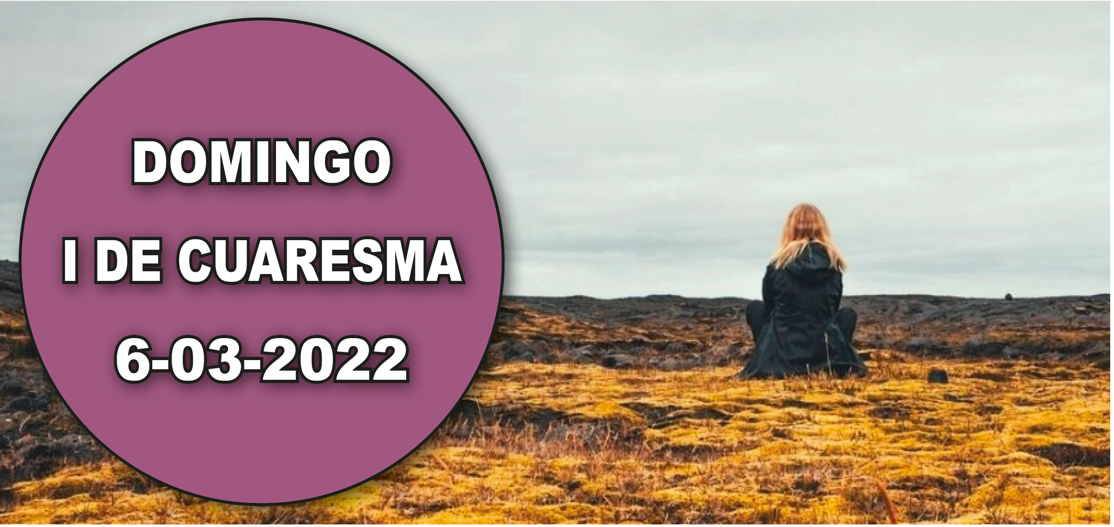 DOMINGO
I DE CUARESMA
6-03-2022